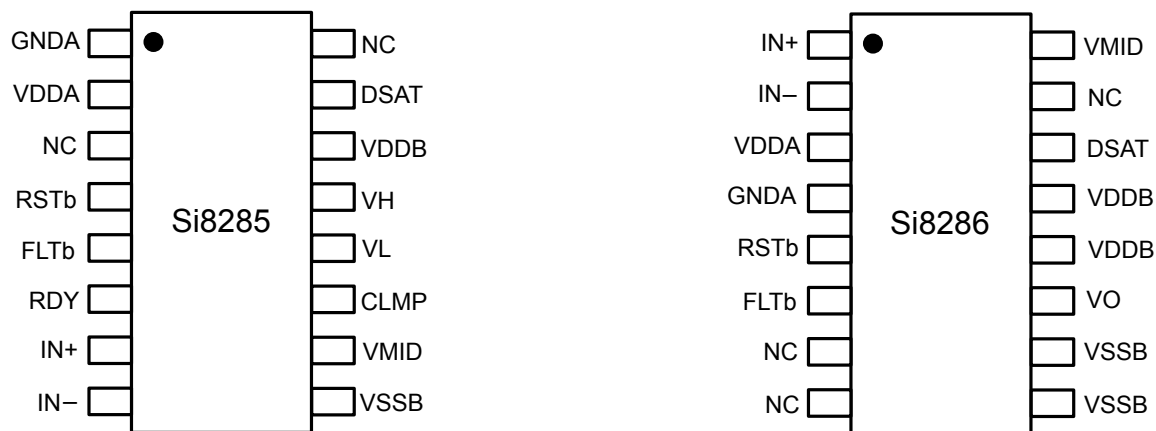 GNDA
VDDA
NC
RSTb
FLTb
RDY
IN+
IN–
Si8285
NC
DSAT
VDDB
VH
VL
CLMP
VMID
VSSB
IN+
IN–
VDDA
GNDA
RSTb
FLTb
NC
NC
Si8286
VMID
NC
DSAT
VDDB
VDDB
VO
VSSB
VSSB